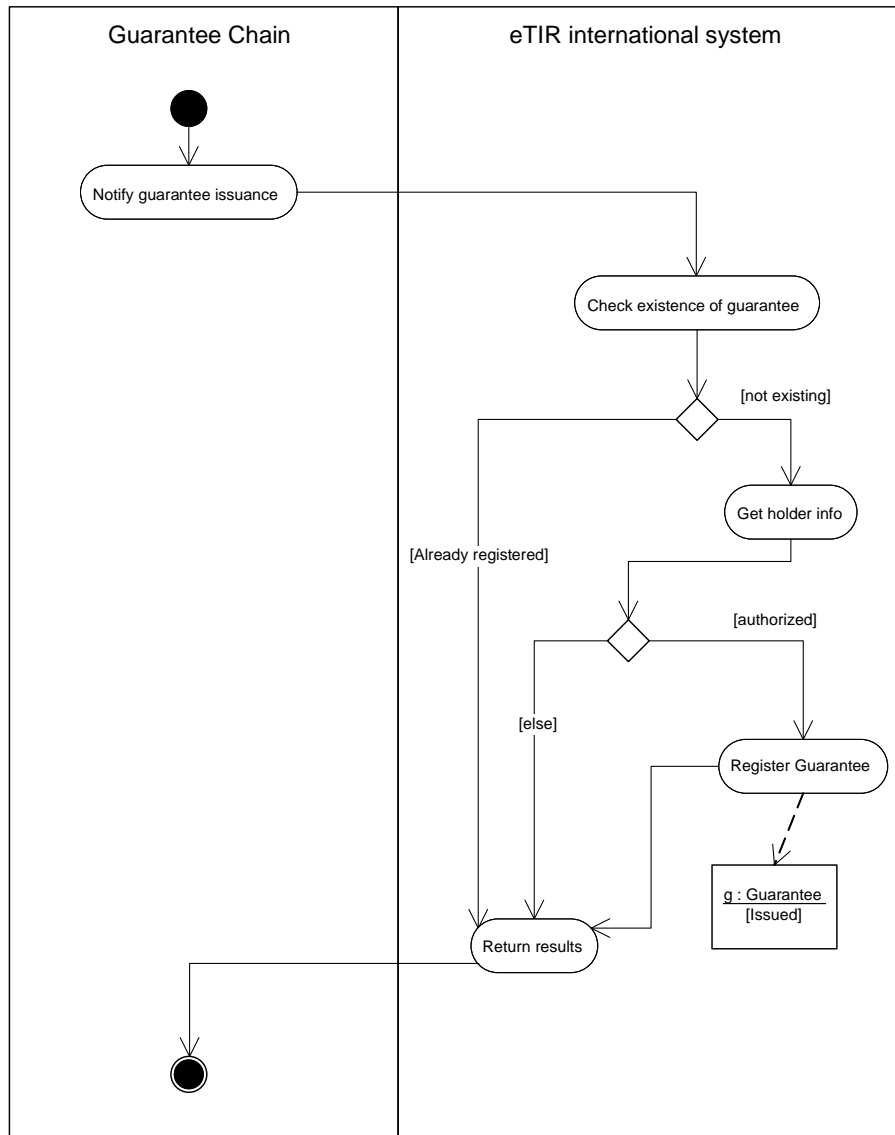 Guarantee Chain
eTIR international system
Notify guarantee issuance
Check existence of guarantee
[not existing]
Get holder info
[Already registered]
[authorized]
[else]
Register Guarantee
g : Guarantee
[Issued]
Return results